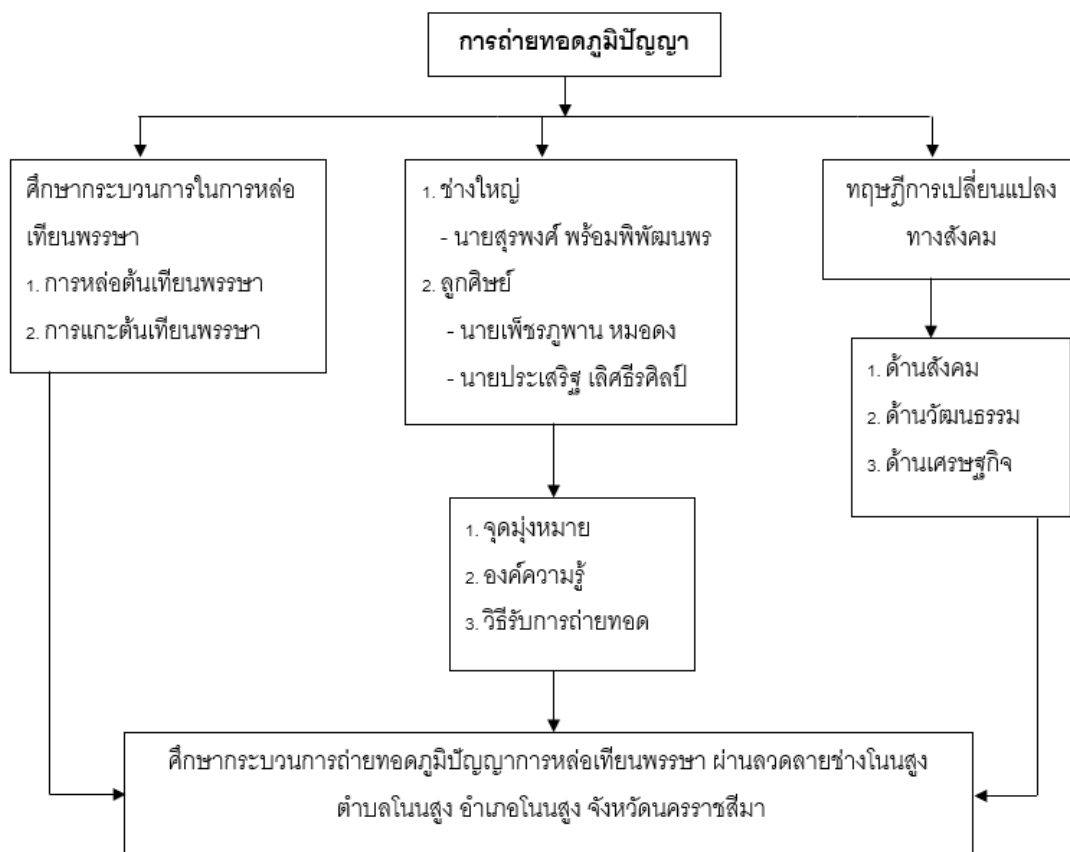 การถ่ายทอดภูมิปัญญา
ศึกษากระบวนการในการหล่อ
เทียนพรรษา
1. การหล่อต้นเทียนพรรษา
2. การแกะต้นเทียนพรรษา
1. ช่างใหญ่
- นายสุรพงศ์ พร้อมพิพัฒนพร
2. ลูกศิษย์
- นายเพ็ชรภูพาน หมอดง
- นายประเสริฐ เลิศธีรศิลป์
ทฤษฎีการเปลี่ยนแปลง
ทางสังคม
1. ด้านสังคม
2. ด้านวัฒนธรรม
3. ด้านเศรษฐกิจ
1. จุดมุ่งหมาย
2. องค์ความรู้
3. วิธีรับการถ่ายทอด
ศึกษากระบวนการถ่ายทอดภูมิปัญญาการหล่อเทียนพรรษา ผ่านลวดลายช่างโนนสูง
ตำบลโนนสูง อำเภอโนนสูง จังหวัดนครราชสีมา